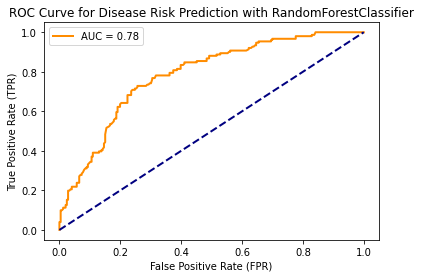 ROC Curve for Disease Risk Prediction with RandomForestClassifier
AUC = 0.78
True Positive Rate (TPR)
1.0
0.8
0.6
0.4
0.2
0.0
0.0 0.2 0.4 0.6 0.8 1.0
False Positive Rate (FPR)